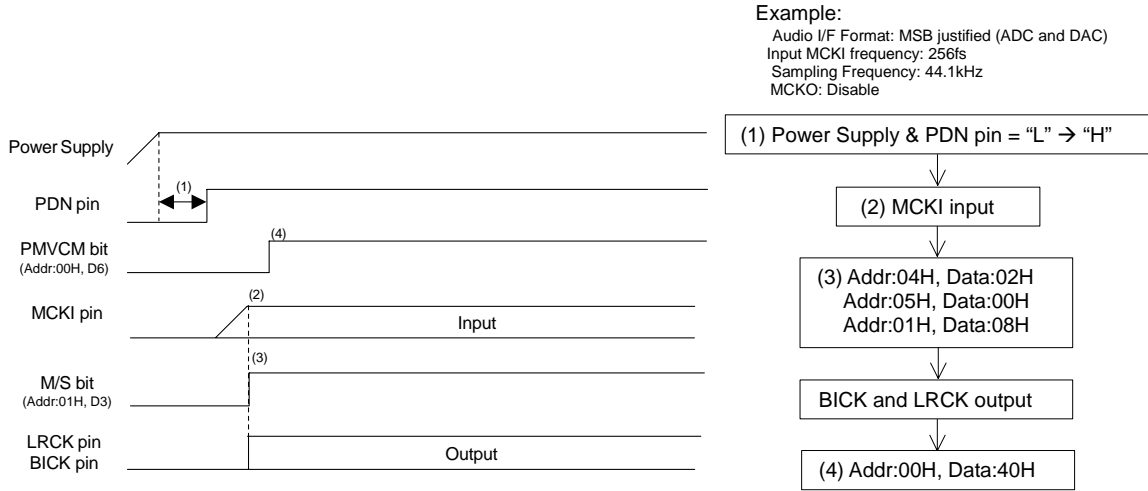 Example:
Audio I/F Format: MSB justified (ADC and DAC)
Input MCKI frequency: 256fs
Sampling Frequency: 44.1kHz
MCKO: Disable
Power Supply
(1)
PDN pin
PMVCM bit
(Addr:00H, D6)
(4)
MCKI pin
(2)
Input
M/S bit
(Addr:01H, D3)
(3)
LRCK pin
BICK pin
Output
(1) Power Supply & PDN pin = “L” → “H”
(2) MCKI input
(3) Addr:04H, Data:02H
Addr:05H, Data:00H
Addr:01H, Data:08H
BICK and LRCK output
(4) Addr:00H, Data:40H